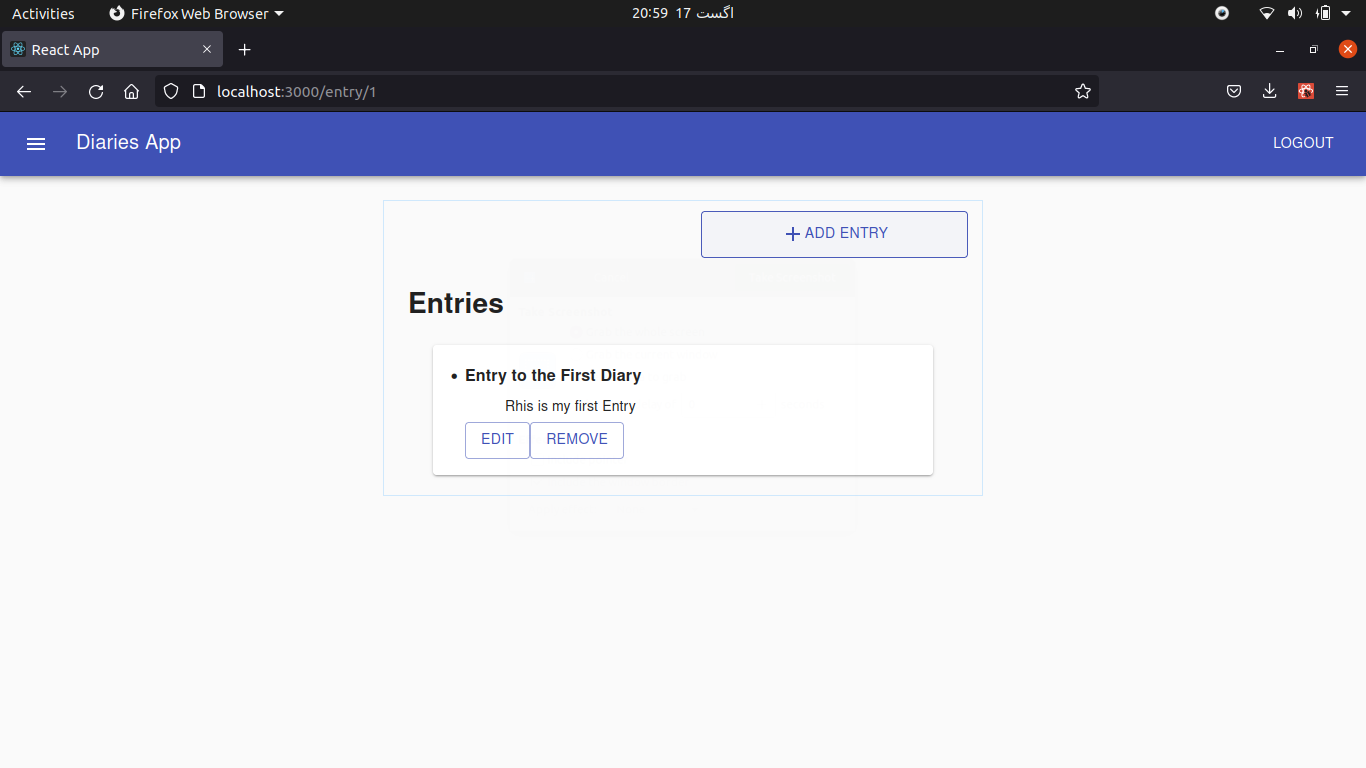 Activities Firefox Web Browser 20:59 17 اگست
React App
localhost:3000/entry/1
Diaries App LOGOUT
+ ADD ENTRY
Entries
• Entry to the First Diary
Rhis is my first Entry
EDIT REMOVE